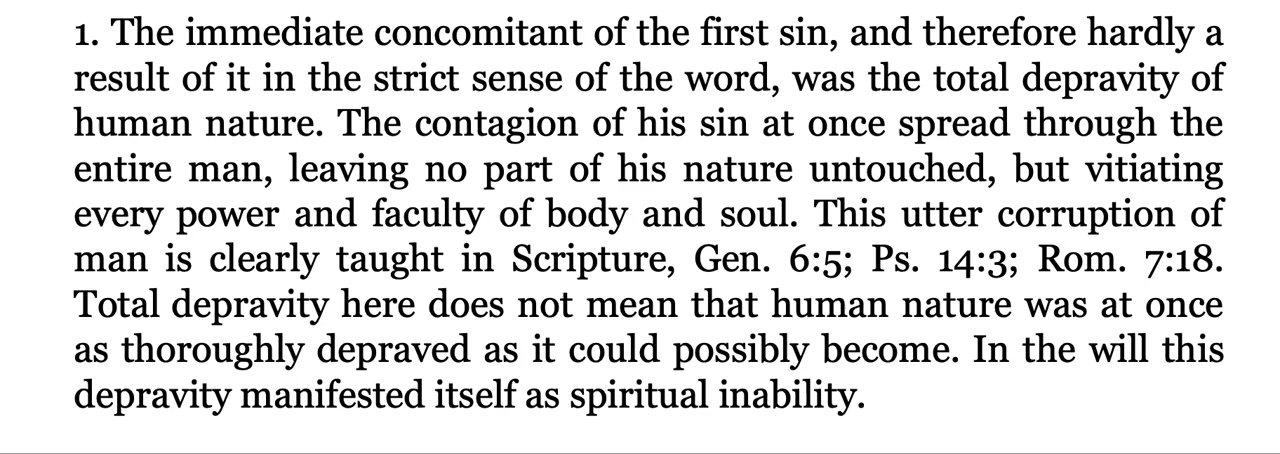 1. The immediate concomitant of the first sin, and therefore hardly a
result of it in the strict sense of the word, was the total depravity of
human nature. The contagion of his sin at once spread through the
entire man, leaving no part of his nature untouched, but vitiating
every power and faculty of body and soul. This utter corruption of
man is clearly taught in Scripture, Gen. 6:5; Ps. 14:3; Rom. 7:18.
Total depravity here does not mean that human nature was at once
as thoroughly depraved as it could possibly become. In the will this
depravity manifested itself as spiritual inability.